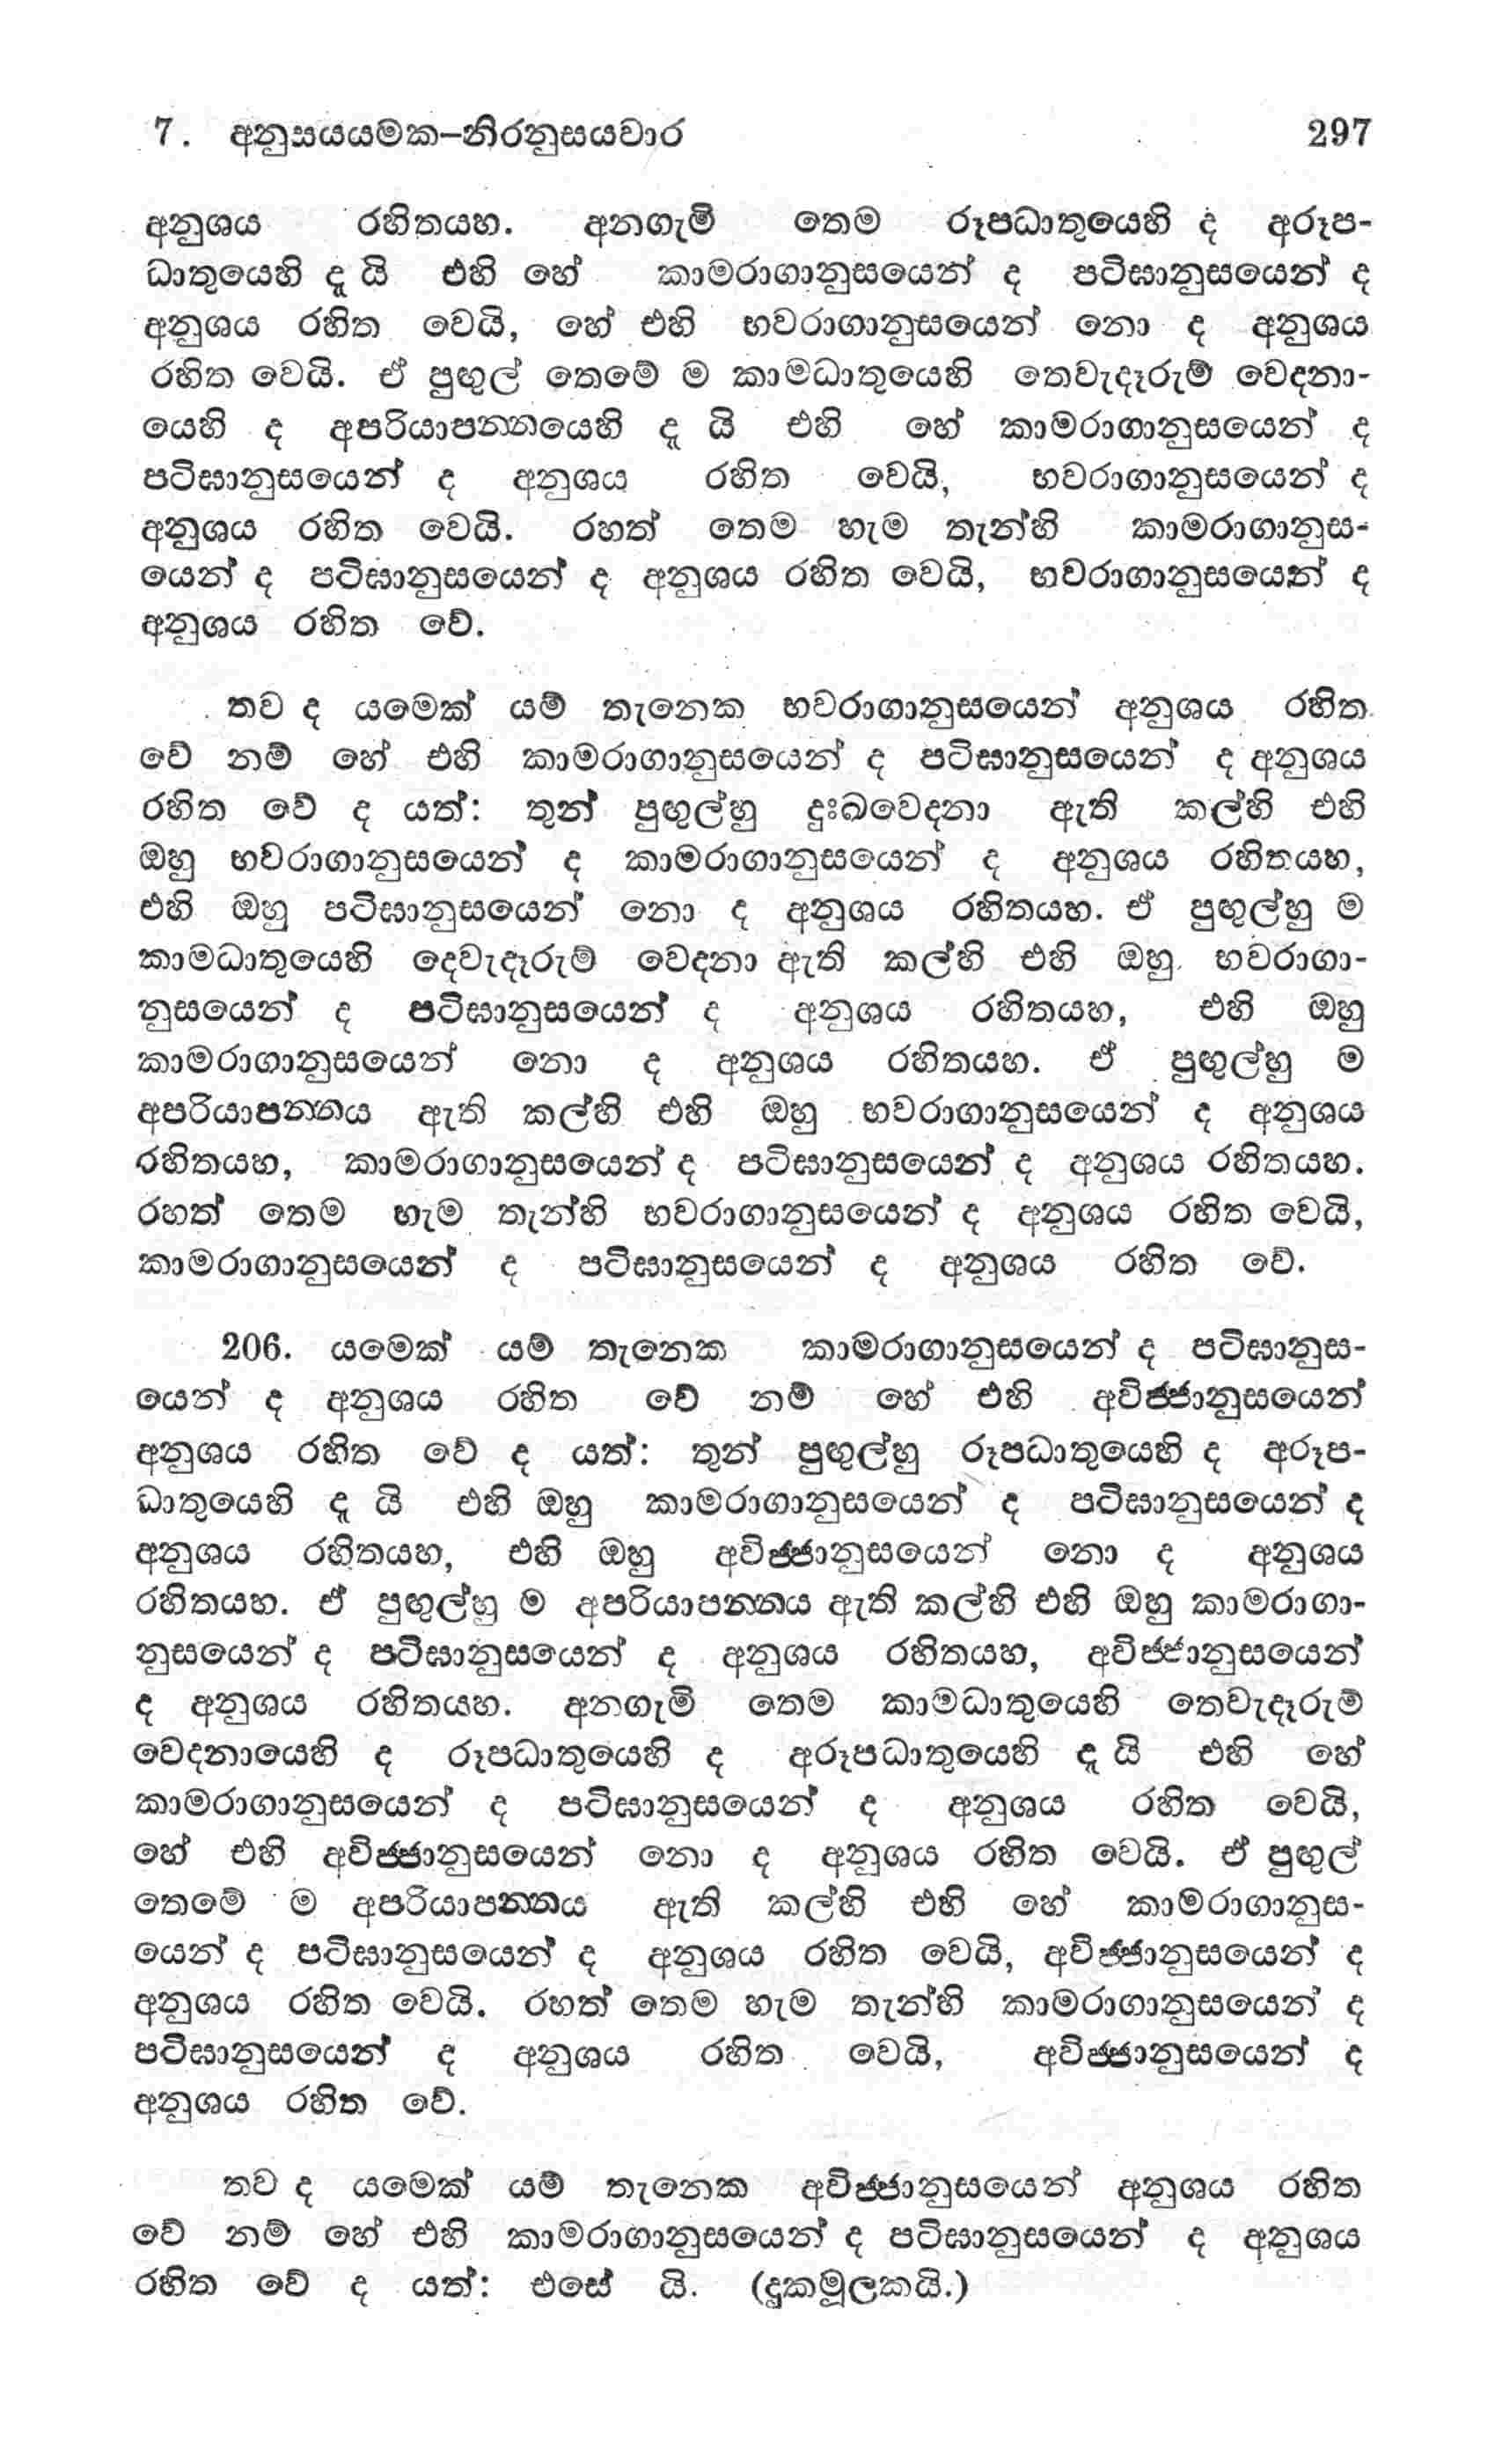 7. අනුසයයමක–නිරනුසයවාර 297
අනුශය රහිතයහ. අනගැමි තෙම රූපධාතුයෙහි ද අරූප-
ධාතුයෙහි දූ යි එහි හේ කාමරාගානුසයෙන් ද පටිඝානුසයෙන් ද
අනුශය රහිත වෙයි, හේ එහි භවරාගානුසයෙන් නො ද අනුශය
රහිත වෙයි. ඒ පුඟුල් තෙමේ ම කාමධාතුයෙහි තෙවැදෑරුම් වෙදනා-
යෙහි ද අපරියාපන්නයෙහි දූ යි එහි හේ කාමරාගානුසයෙන් ද
පටිඝානුසයෙන් ද අනුශය රහිත වෙයි, භවරාගානුසයෙන් ද
අනුශය රහිත වෙයි. රහත් තෙම හැම තැන්හි කාමරාගානුස-
යෙන් ද පටිඝානුසයෙන් ද අනුශය රහිත වෙයි, භවරාගානුසයෙන් ද
අනුශය රහිත වේ.
තව ද යමෙක් යම් තැනෙක භවරාගානුසයෙන් අනුශය රහිත
වේ නම් හේ එහි කාමරාගානුසයෙන් ද පටිඝානුසයෙන් ද අනුශය
රහිත වේ ද යත්: තුන් පුඟුල්හු දුඃඛවෙදනා ඇති කල්හි එහි
ඔහු භවරාගානුසයෙන් ද කාමරාගානුසයෙන් ද අනුශය රහිතයහ,
එහි ඔහු පටිඝානුසයෙන් නො ද අනුශය රහිතයහ. ඒ පුඟුල්හු ම
කාමධාතුයෙහි දෙවැදෑරුම් වෙදනා ඇති කල්හි එහි ඔහු භවරාගා-
නුසයෙන් ද පටිඝානුසයෙන් ද අනුශය රහිතයහ, එහි ඔහු
කාමරාගානුසයෙන් නො ද අනුශය රහිතයහ. ඒ පුඟුල්හු ම
අපරියාපන්නය ඇති කල්හි එහි ඔහු භවරාගානුසයෙන් ද අනුශය
රහිතයහ, කාමරාගානුසයෙන් ද පටිඝානුසයෙන් ද අනුශය රහිතයහ.
රහත් තෙම හැම තැන්හි භවරාගානුසයෙන් ද අනුශය රහිත වෙයි,
කාමරාගානුසයෙන් ද පටිඝානුසයෙන් ද අනුශය රහිත වේ.
206. යමෙක් යම් තැනෙක කාමරාගානුසයෙන් ද පටිඝානුස-
යෙන් ද අනුශය රහිත වේ නම් හේ එහි අවිජ්ජානුසයෙන්
අනුශය රහිත වේ ද යත්: තුන් පුඟුල්හු රූපධාතුයෙහි ද අරූප-
ධාතුයෙහි දූ යි එහි ඔහු කාමරාගානුසයෙන් ද පටිඝානුසයෙන් ද
අනුශය රහිතයහ, එහි ඔහු අවිජ්ජානුසයෙන් නො ද අනුශය
රහිතයහ. ඒ පුඟුල්හු ම අපරියාපන්නය ඇති කල්හි එහි ඔහු කාමරාගා-
නුසයෙන් ද පටිඝානුසයෙන් ද අනුශය රහිතයහ, අවිජ්ජානුසයෙන්
ද අනුශය රහිතයහ. අනගැමි තෙම කාමධාතුයෙහි තෙවැදෑරුම්
වෙදනායෙහි ද රූපධාතුයෙහි ද අරූපධාතුයෙහි දූ යි එහි හේ
කාමරාගානුසයෙන් ද පටිඝානුසයෙන් ද අනුශය රහිත වෙයි,
හේ එහි අවිජ්ජානුසයෙන් නො ද අනුශය රහිත වෙයි. ඒ පුඟුල්
තෙමේ ම අපරියාපන්නය ඇති කල්හි එහි හේ කාමරාගානුස-
යෙන් ද පටිඝානුසයෙන් ද අනුශය රහිත වෙයි, අවිජ්ජානුසයෙන් ද
අනුශය රහිත වෙයි. රහත් තෙම හැම තැන්හි කාමරාගානුසයෙන් ද
පටිඝානුසයෙන් ද අනුශය රහිත වෙයි, අවිජ්ජානුසයෙන් ද
අනුශය රහිත වේ.
තව ද යමෙක් යම් තැනෙක අවිජ්ජානුසයෙන් අනුශය රහිත
වේ නම් හේ එහි කාමරාගානුසයෙන් ද පටිඝානුසයෙන් ද අනුශය
රහිත වේ ද යත්: එසේ යි. (දුකමූලකයි.)